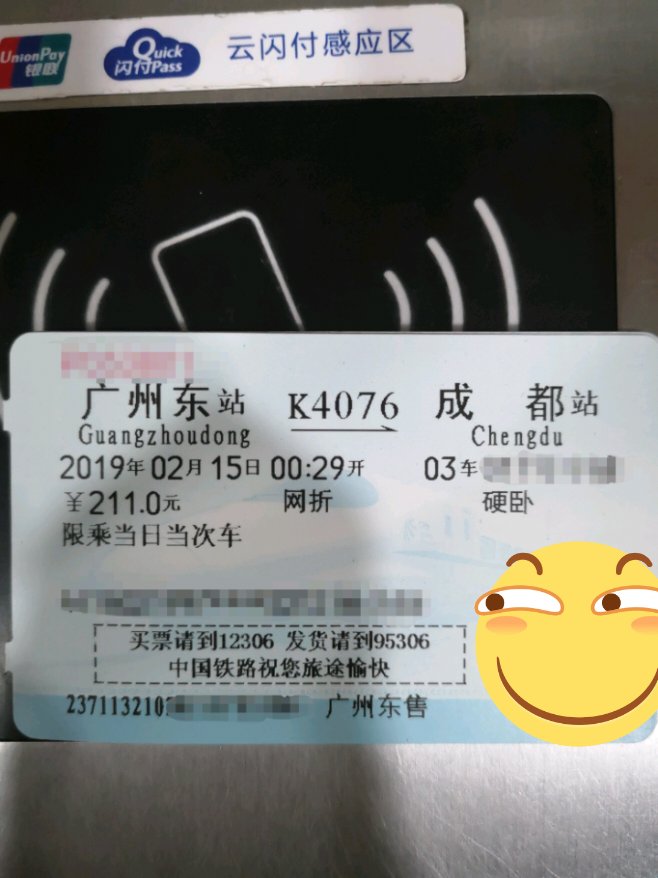 UnionPay
银联
Quick
闪付Pass
云闪付感应区
广州东站 K4076 成都站
Guangzhoudong Chengdu
2019年02月15日00:29开 03车
￥211.0元 网折 硬卧
限乘当日当次车
买票请到12306 发货请到95306
中国铁路祝您旅途愉快
2371132102 广州东售